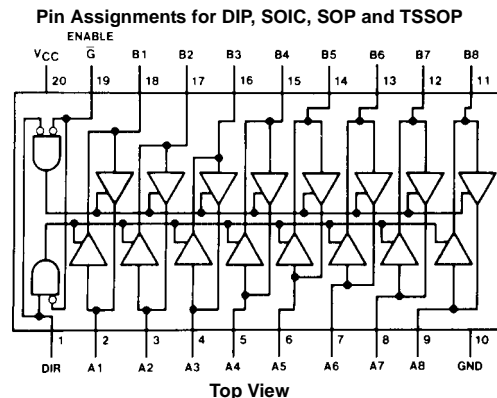 Pin Assignments for DIP, SOIC, SOP and TSSOP
ENABLE
VCC G̅ B1 B2 B3 B4 B5 B6 B7 B8
20 19 18 17 16 15 14 13 12 11
1 2 3 4 5 6 7 8 9 10
DIR A1 A2 A3 A4 A5 A6 A7 A8 GND
Top View